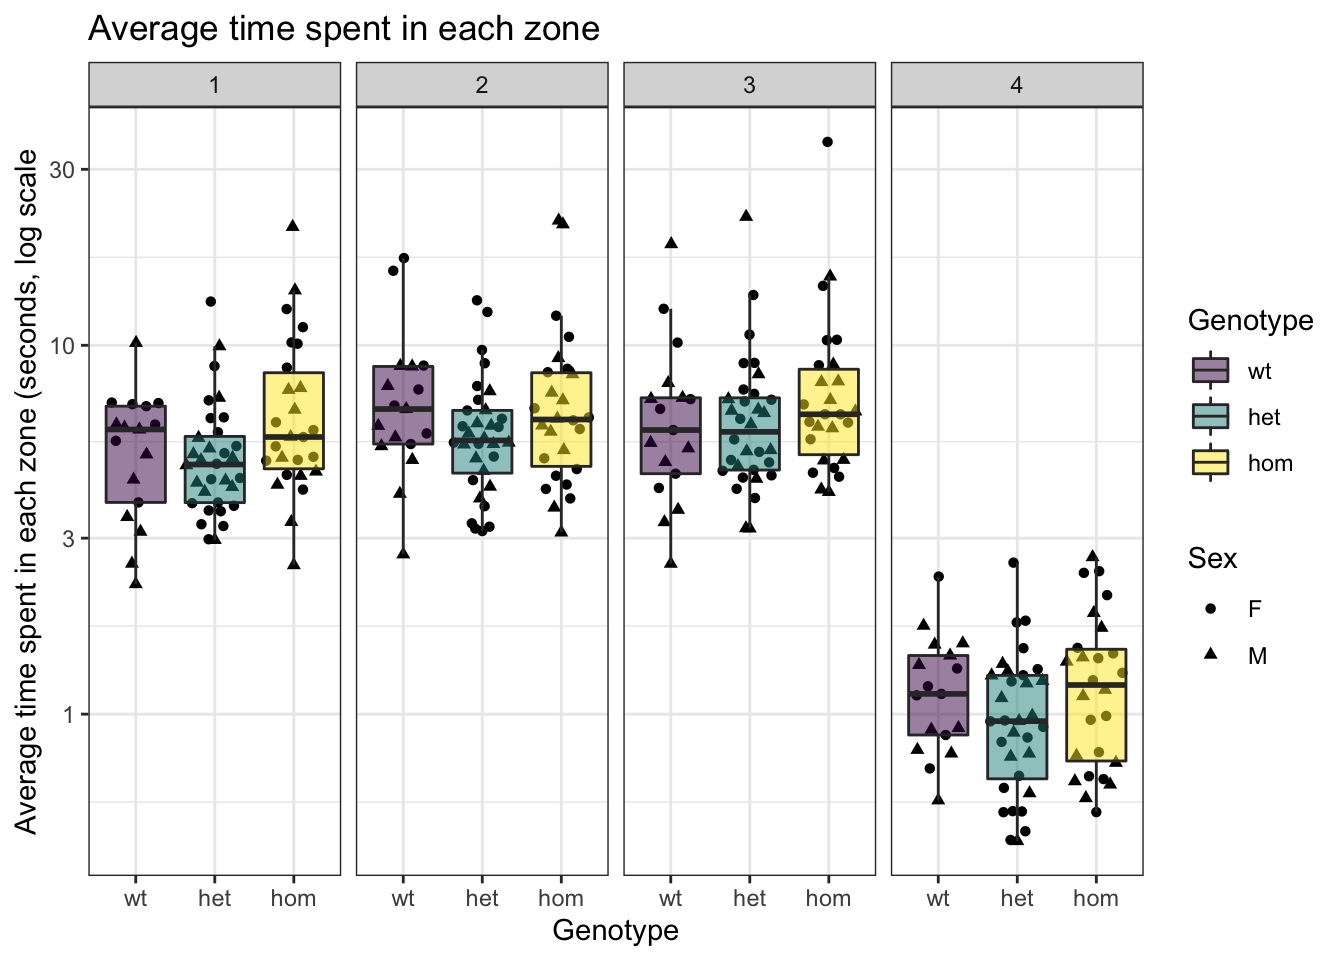 Average time spent in each zone
1 2 3 4
30
10
3
1
Average time spent in each zone (seconds, log scale
wt het hom wt het hom wt het hom wt het hom
Genotype
Genotype
wt
het
hom
Sex
F
M